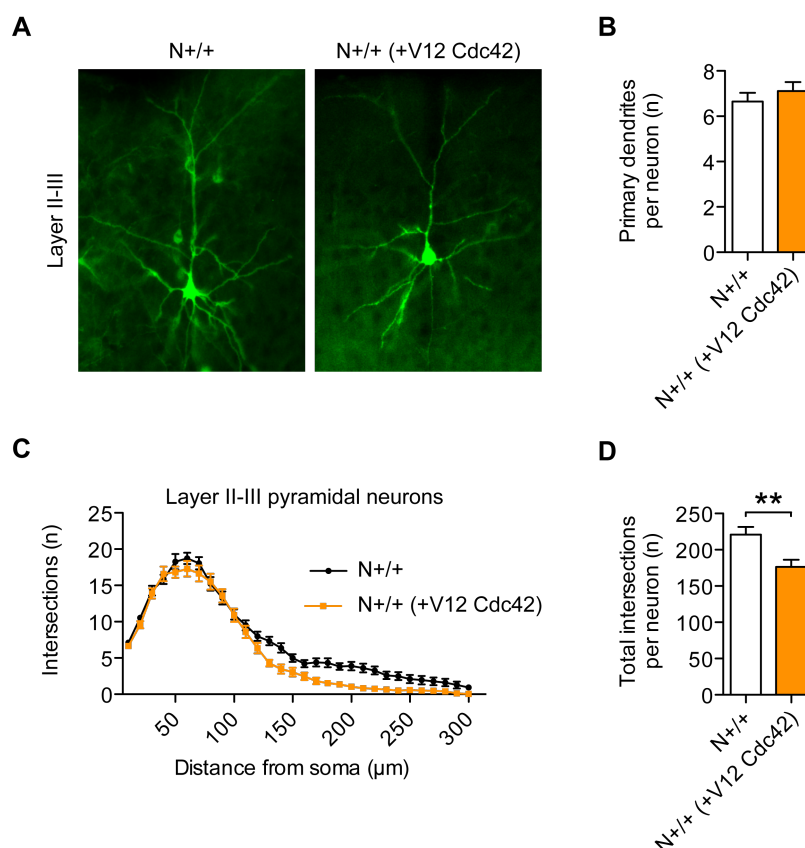 A
N+/+
N+/+ (+V12 Cdc42)
Layer II-III
B
Primary dendrites
per neuron (n)
8
6
4
2
0
N+/+
N+/+ (+V12 Cdc42)
C
Layer II-III pyramidal neurons
Intersections (n)
25
20
15
10
5
0
N+/+
N+/+ (+V12 Cdc42)
50
100
150
200
250
300
Distance from soma (µm)
D
Total intersections
per neuron (n)
250
200
150
100
50
0
**
N+/+
N+/+ (+V12 Cdc42)